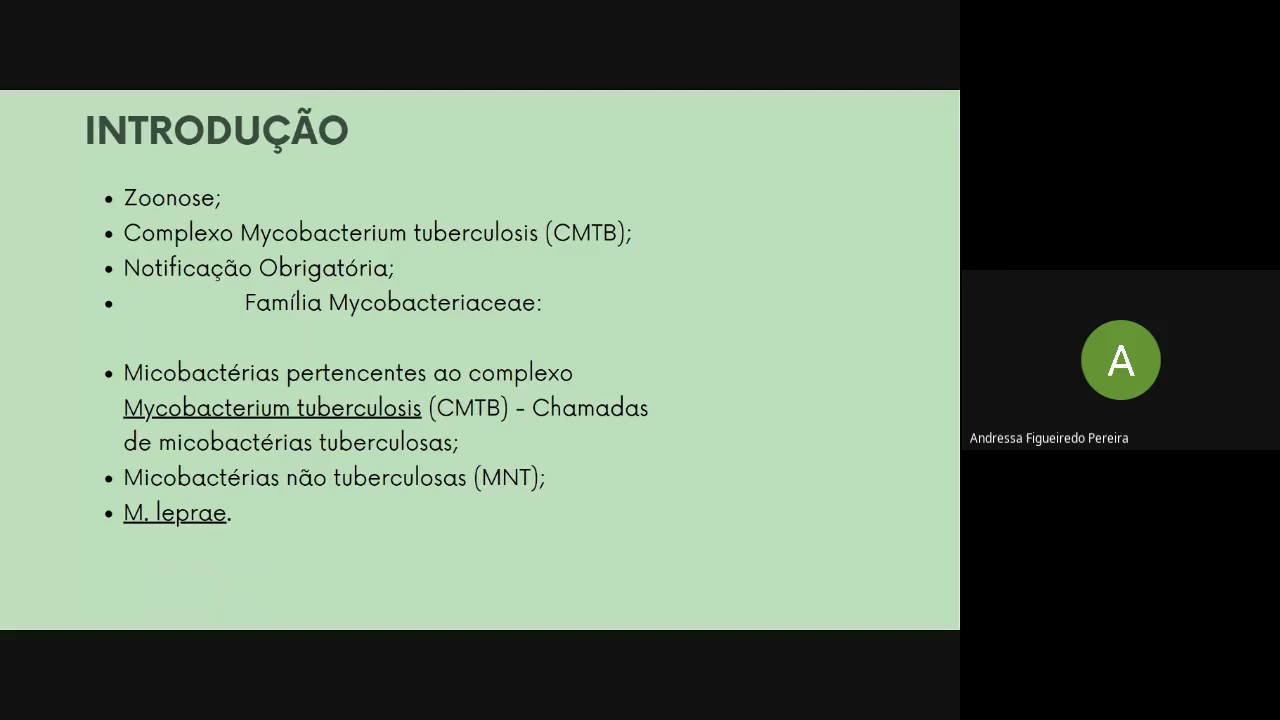 INTRODUÇÃO
• Zoonose;
• Complexo Mycobacterium tuberculosis (CMTB);
• Notificação Obrigatória;
• Família Mycobacteriaceae:
• Micobactérias pertencentes ao complexo
Mycobacterium tuberculosis (CMTB) - Chamadas
de micobactérias tuberculosas;
• Micobactérias não tuberculosas (MNT);
• M. leprae.
A
Andressa Figueiredo Pereira